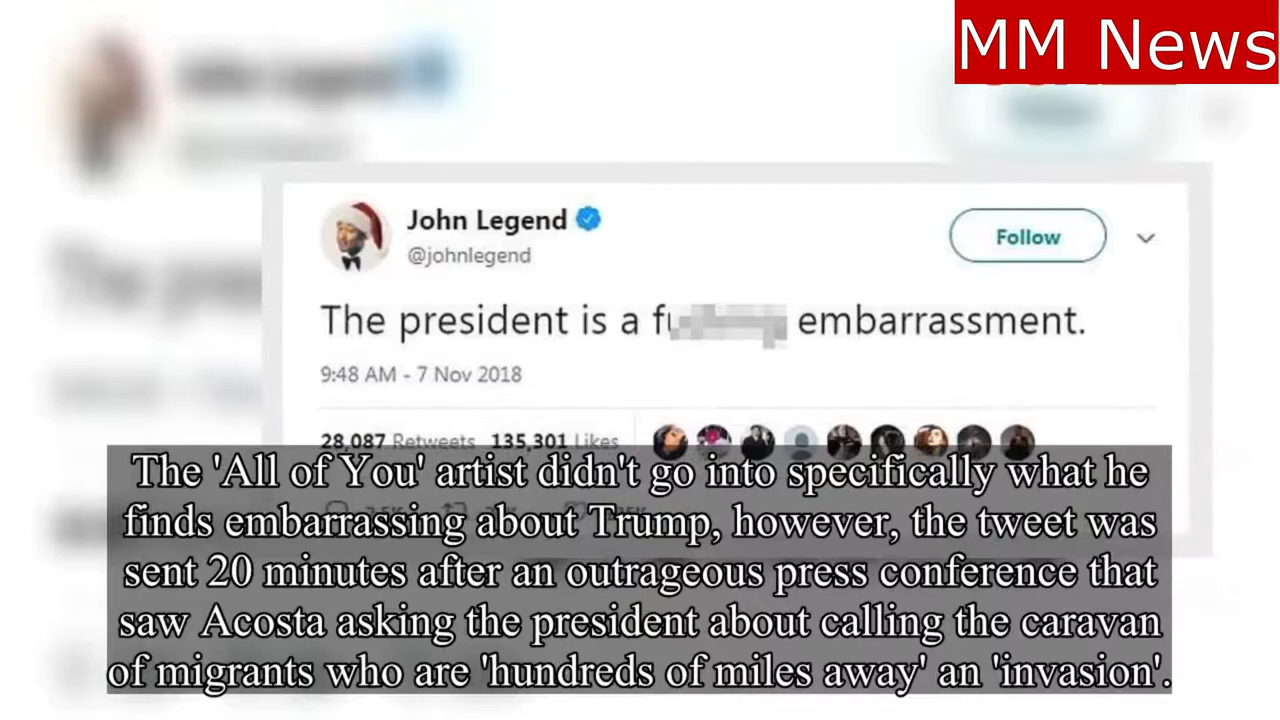 MM News
John Legend
@johnlegend
Follow
The president is a embarrassment.
9:48 AM - 7 Nov 2018
28,087 Retweets 135,301 Likes
The 'All of You' artist didn't go into specifically what he
finds embarrassing about Trump, however, the tweet was
sent 20 minutes after an outrageous press conference that
saw Acosta asking the president about calling the caravan
of migrants who are 'hundreds of miles away' an 'invasion'.